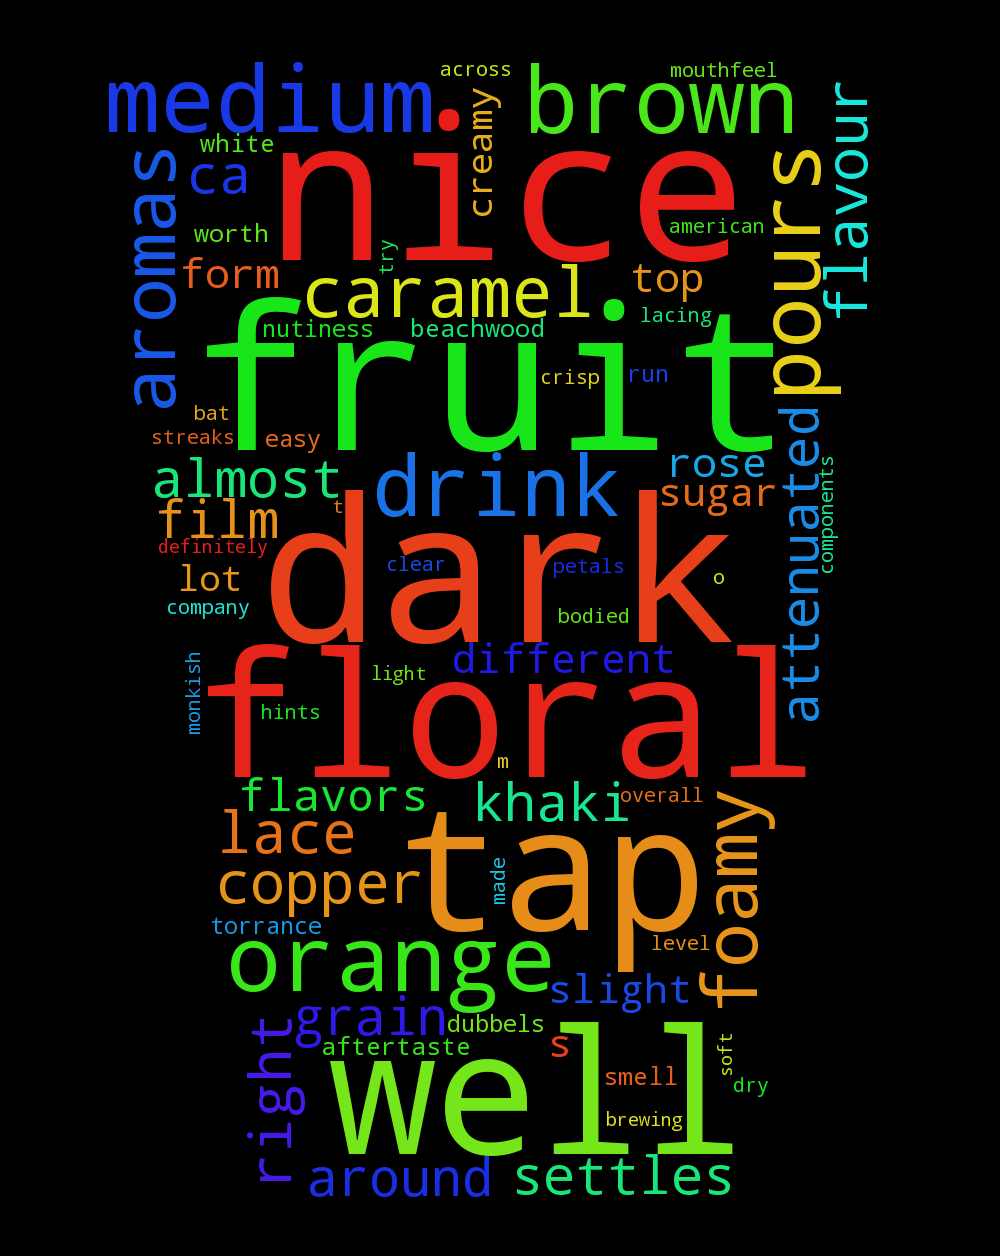 across
mouthfeel
medium
brown
flavour
creamy
white
nice
aromas
pours
ca
american
worth
try
form
caramel
top
lacing
fruit
nutiness
beachwood
crisp
run
bat
streaks
easy
attenuated
almost
drink
rose
components
sugar
film
t
dark
definitely
clear
petals
o
lot
company
bodied
monkish
floral
different
light
hints
m
flavors
khaki
overall
foamy
lace
tap
copper
made
torrance
orange
level
slight
grain
dubbels
right
aftertaste
s
soft
well
smell
dry
brewing
around
settles